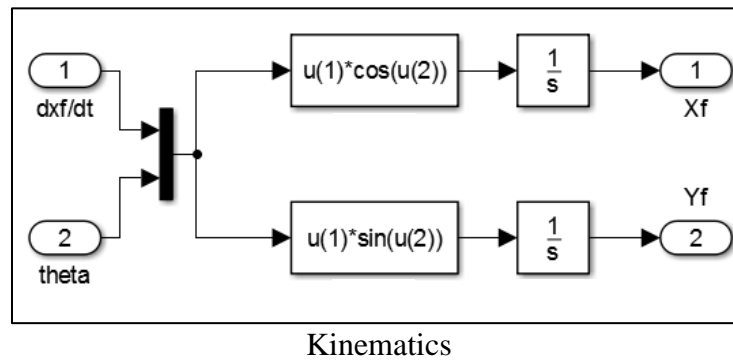 1
dxf/dt
2
theta
u(1)*cos(u(2))
1
s
1
Xf
u(1)*sin(u(2))
1
s
Yf
2
Kinematics